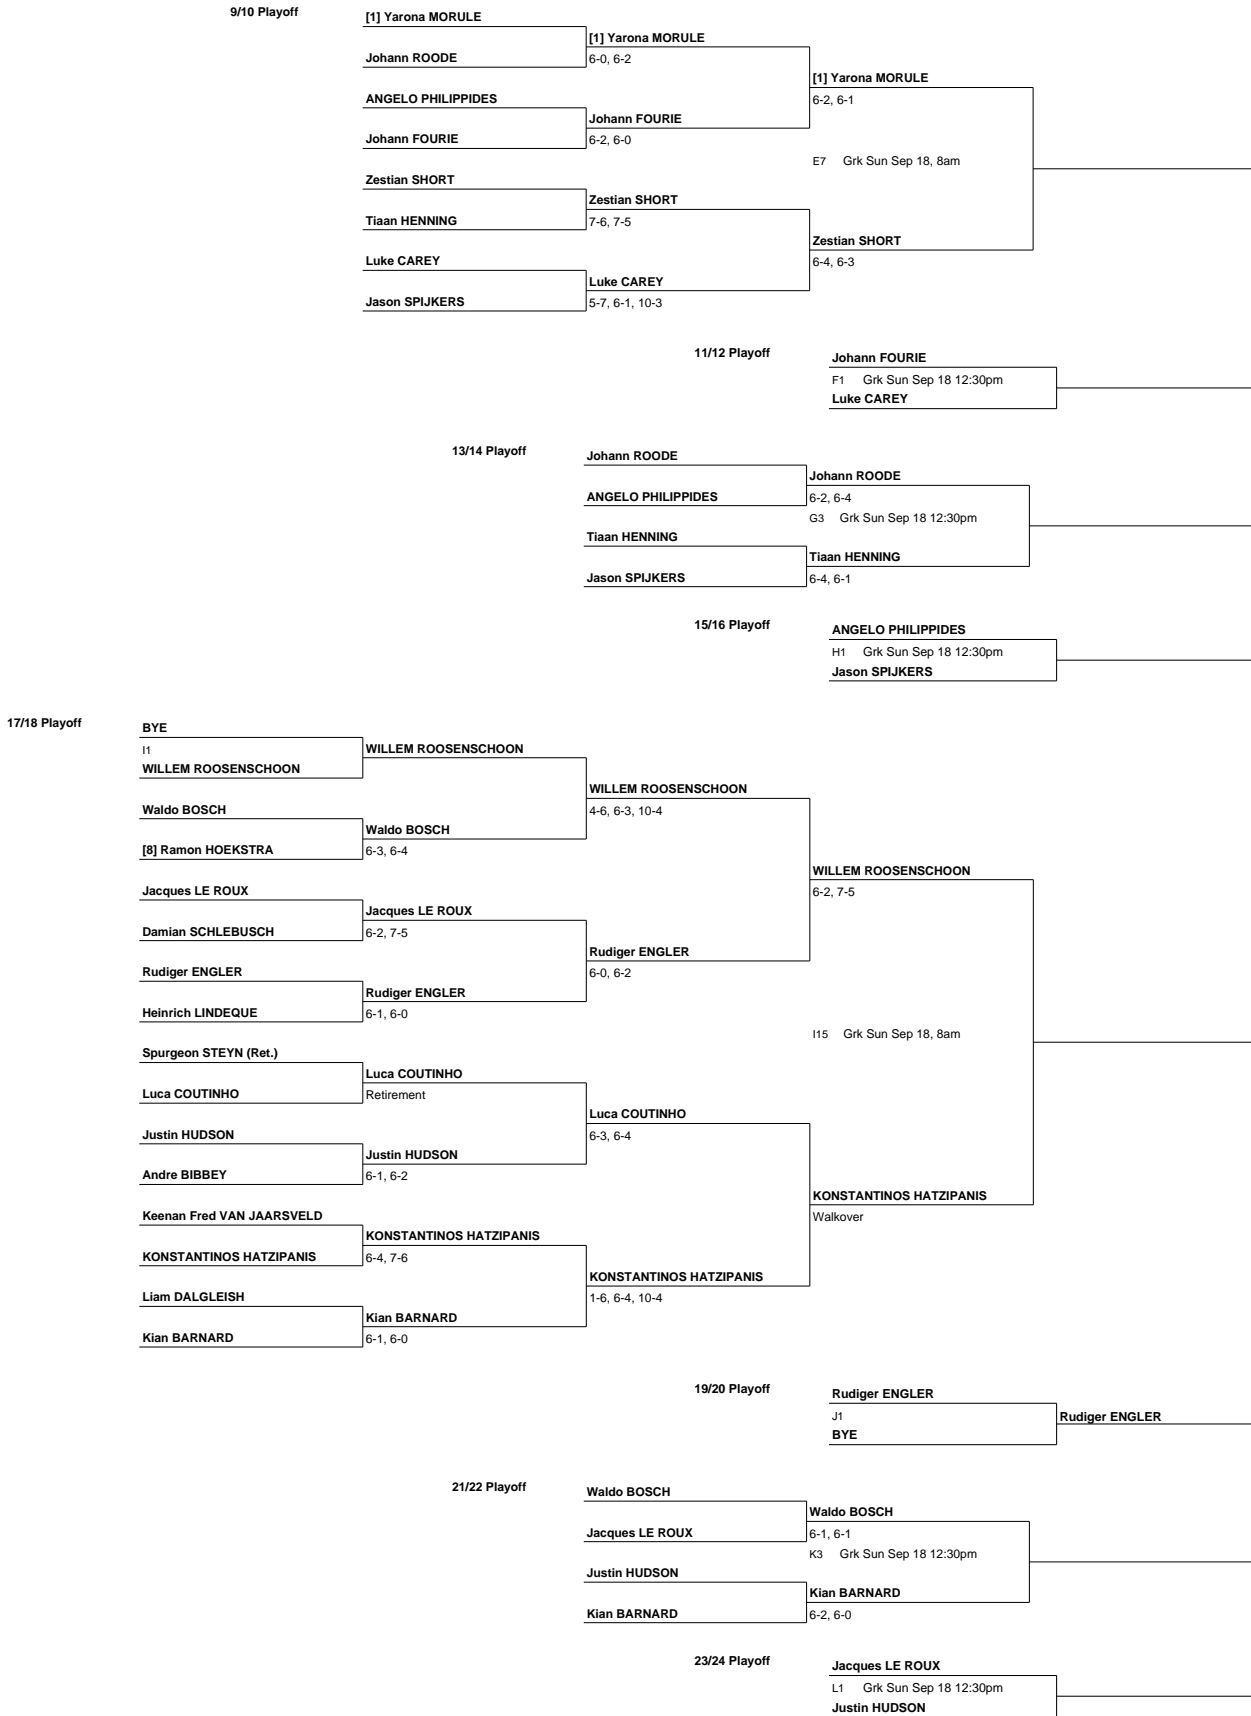 9/10 Playoff
[1] Yarona MORULE
[1] Yarona MORULE
Johann ROODE
6-0, 6-2
[1] Yarona MORULE
ANGELO PHILIPPIDES
6-2, 6-1
Johann FOURIE
Johann FOURIE
6-2, 6-0
E7 Grk Sun Sep 18, 8am
Zestian SHORT
Zestian SHORT
Tiaan HENNING
7-6, 7-5
Zestian SHORT
Luke CAREY
6-4, 6-3
Luke CAREY
Jason SPIJKERS
5-7, 6-1, 10-3
11/12 Playoff
Johann FOURIE
F1 Grk Sun Sep 18 12:30pm
Luke CAREY
13/14 Playoff
Johann ROODE
Johann ROODE
ANGELO PHILIPPIDES
6-2, 6-4
G3 Grk Sun Sep 18 12:30pm
Tiaan HENNING
Tiaan HENNING
Jason SPIJKERS
6-4, 6-1
15/16 Playoff
ANGELO PHILIPPIDES
H1 Grk Sun Sep 18 12:30pm
Jason SPIJKERS
17/18 Playoff
BYE
I1
WILLEM ROOSENSCHOON
WILLEM ROOSENSCHOON
WILLEM ROOSENSCHOON
Waldo BOSCH
4-6, 6-3, 10-4
Waldo BOSCH
[8] Ramon HOEKSTRA
6-3, 6-4
WILLEM ROOSENSCHOON
Jacques LE ROUX
6-2, 7-5
Jacques LE ROUX
Damian SCHLEBUSCH
6-2, 7-5
Rudiger ENGLER
Rudiger ENGLER
6-0, 6-2
Rudiger ENGLER
Heinrich LINDEQUE
6-1, 6-0
I15 Grk Sun Sep 18, 8am
Spurgeon STEYN (Ret.)
Luca COUTINHO
Luca COUTINHO
Retirement
Luca COUTINHO
Justin HUDSON
6-3, 6-4
Justin HUDSON
Andre BIBBEY
6-1, 6-2
KONSTANTINOS HATZIPANIS
Keenan Fred VAN JAARSVELD
Walkover
KONSTANTINOS HATZIPANIS
KONSTANTINOS HATZIPANIS
6-4, 7-6
KONSTANTINOS HATZIPANIS
Liam DALGLEISH
1-6, 6-4, 10-4
Kian BARNARD
Kian BARNARD
6-1, 6-0
19/20 Playoff
Rudiger ENGLER
J1
Rudiger ENGLER
BYE
21/22 Playoff
Waldo BOSCH
Waldo BOSCH
Jacques LE ROUX
6-1, 6-1
K3 Grk Sun Sep 18 12:30pm
Justin HUDSON
Kian BARNARD
Kian BARNARD
6-2, 6-0
23/24 Playoff
Jacques LE ROUX
L1 Grk Sun Sep 18 12:30pm
Justin HUDSON